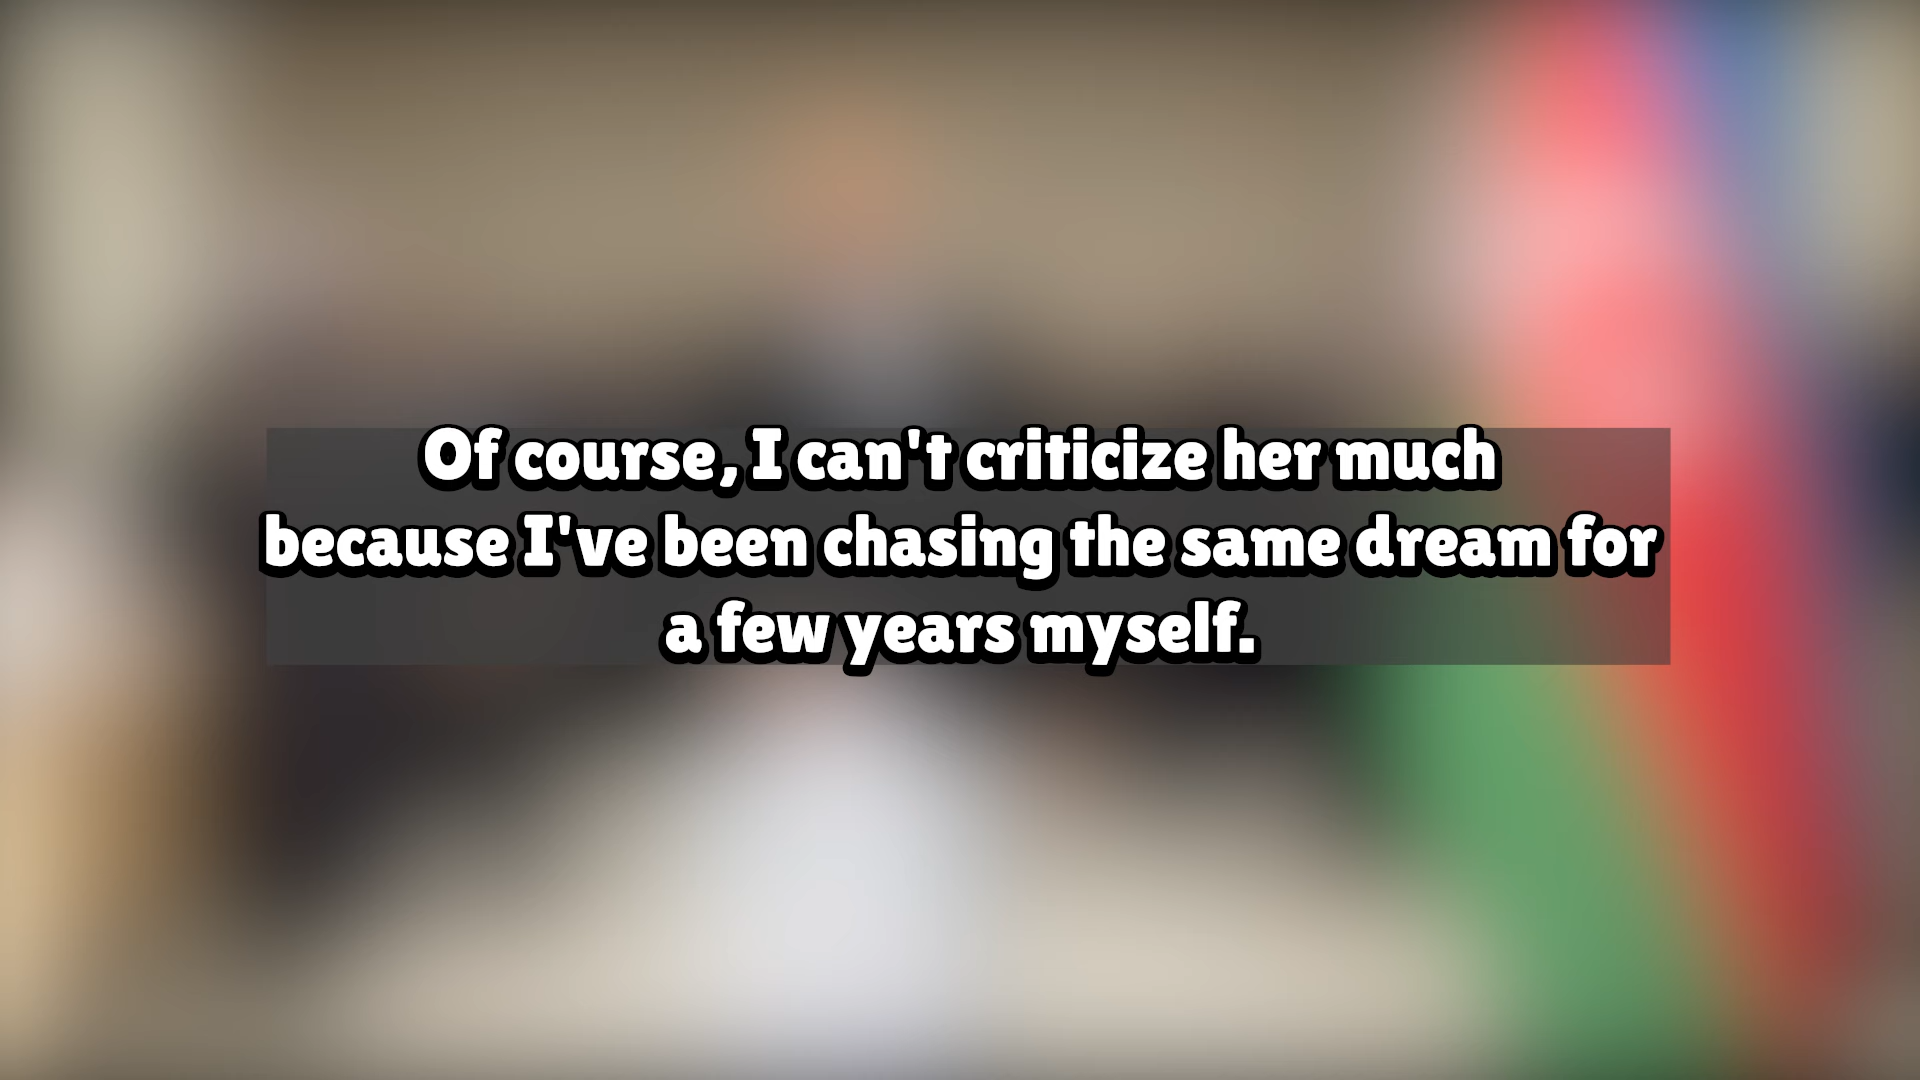 Of course, I can't criticize her much
because I've been chasing the same dream for
a few years myself.